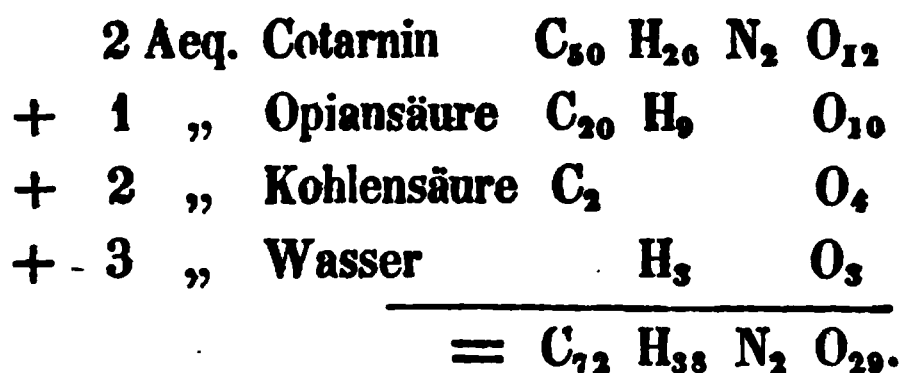 2 Aeq. Cotarnin C₅₀ H₂₆ N₂ O₁₂
+ 1 „ Opiansäure C₂₀ H₉ O₁₀
+ 2 „ Kohlensäure C₂ O₄
+ 3 „ Wasser H₃ O₃
= C₇₂ H₃₈ N₂ O₂₉.